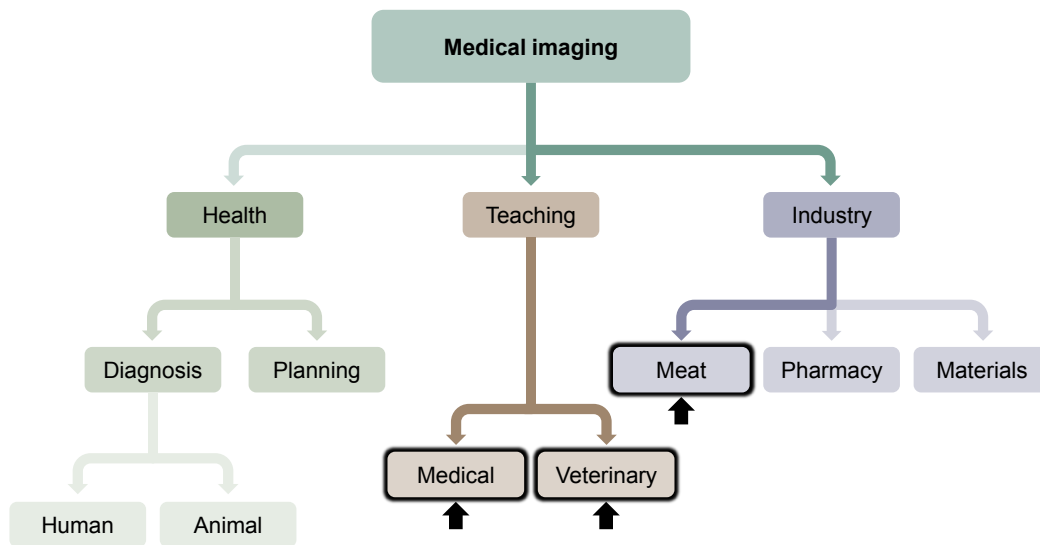 Medical imaging
Health
Teaching
Industry
Diagnosis
Planning
Meat
Pharmacy
Materials
Medical
Veterinary
Human
Animal